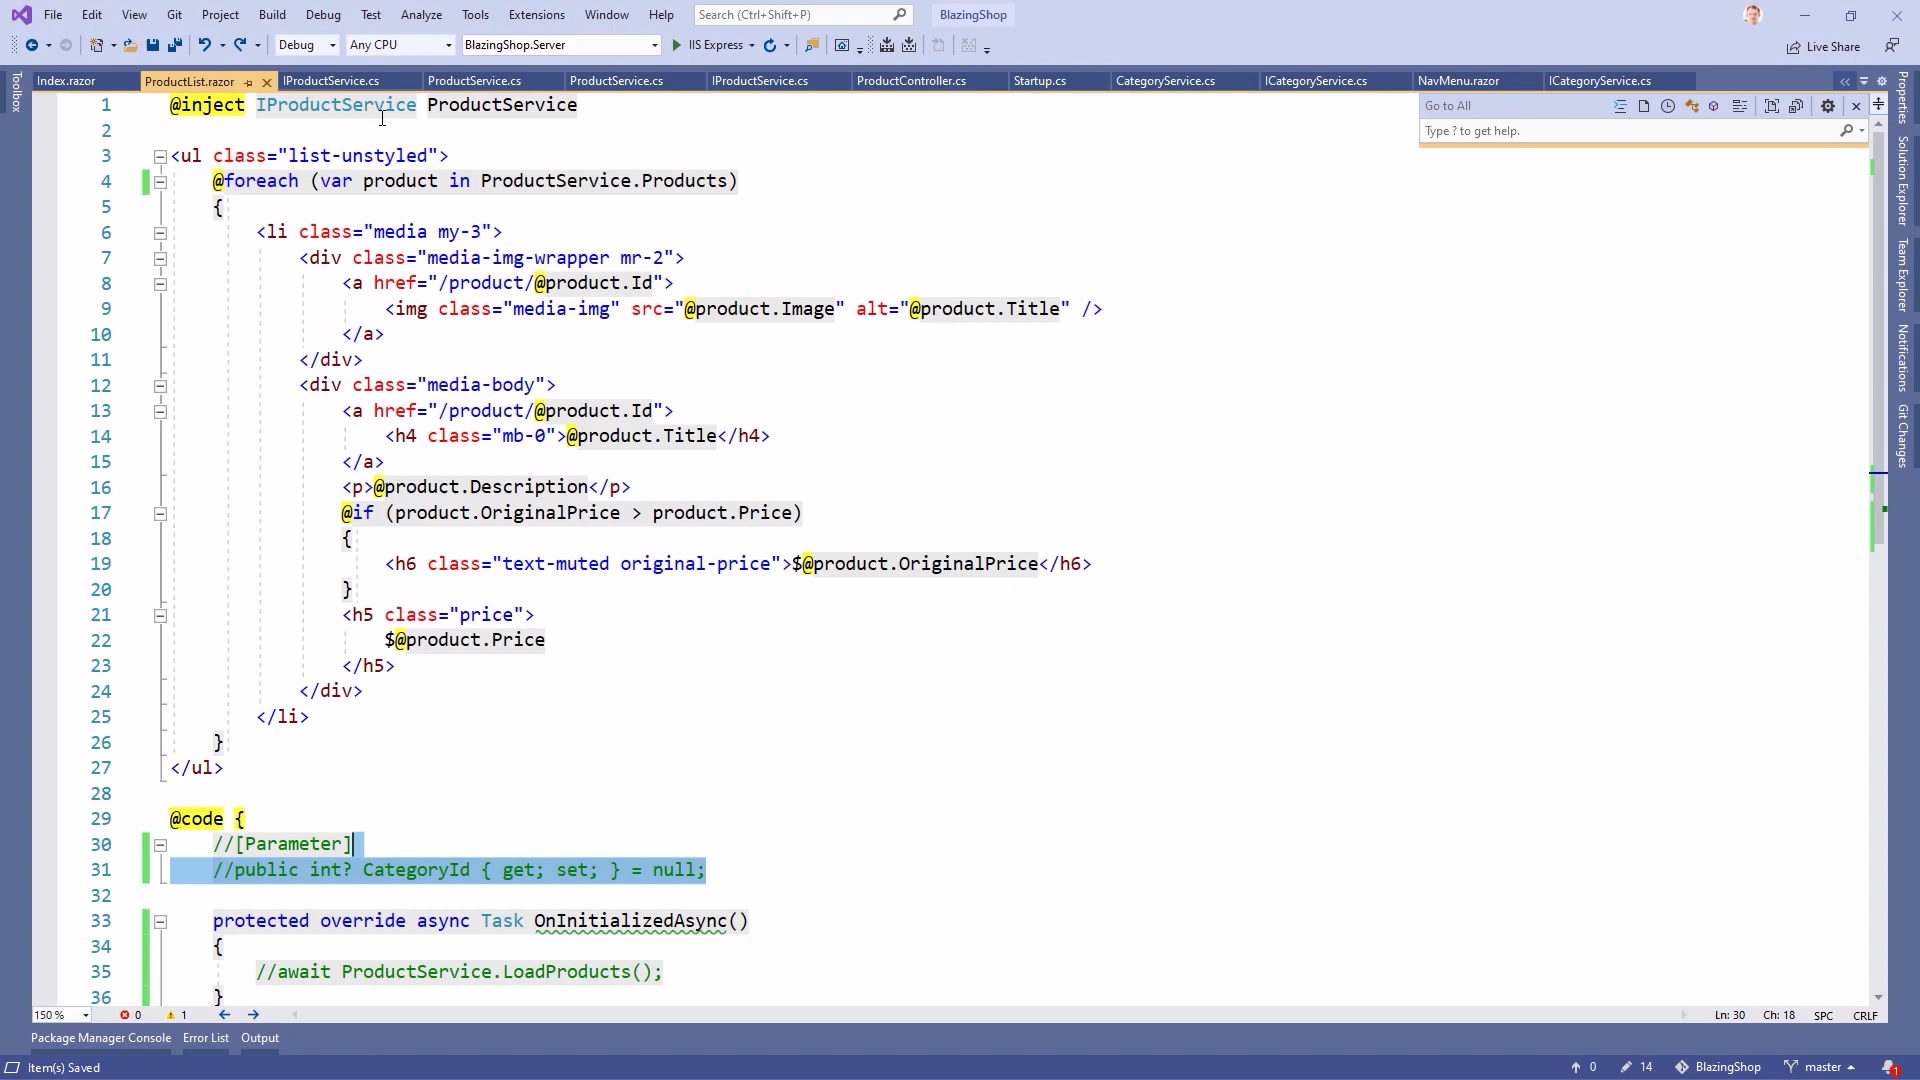 File Edit View Git Project Build Debug Test Analyze Tools Extensions Window Help Search (Ctrl+Shift+P) BlazingShop
Debug Any CPU BlazingShop.Server IIS Express Live Share
Index.razor ProductList.razor IProductService.cs ProductService.cs ProductService.cs IProductService.cs ProductController.cs Startup.cs CategoryService.cs ICategoryService.cs NavMenu.razor ICategoryService.cs
Toolbox
Properties
Solution Explorer
Team Explorer
Notifications
Git Changes
Go to All
Type ? to get help.
1 @inject IProductService ProductService
2
3 <ul class="list-unstyled">
4 @foreach (var product in ProductService.Products)
5 {
6 <li class="media my-3">
7 <div class="media-img-wrapper mr-2">
8 <a href="/product/@product.Id">
9 <img class="media-img" src="@product.Image" alt="@product.Title" />
10 </a>
11 </div>
12 <div class="media-body">
13 <a href="/product/@product.Id">
14 <h4 class="mb-0">@product.Title</h4>
15 </a>
16 <p>@product.Description</p>
17 @if (product.OriginalPrice > product.Price)
18 {
19 <h6 class="text-muted original-price">$@product.OriginalPrice</h6>
20 }
21 <h5 class="price">
22 $@product.Price
23 </h5>
24 </div>
25 </li>
26 }
27 </ul>
28
29 @code {
30 //[Parameter]
31 //public int? CategoryId { get; set; } = null;
32
33 protected override async Task OnInitializedAsync()
34 {
35 //await ProductService.LoadProducts();
36 }
150 % 0 1 Ln: 30 Ch: 18 SPC CRLF
Package Manager Console Error List Output
Item(s) Saved 0 14 BlazingShop master 1